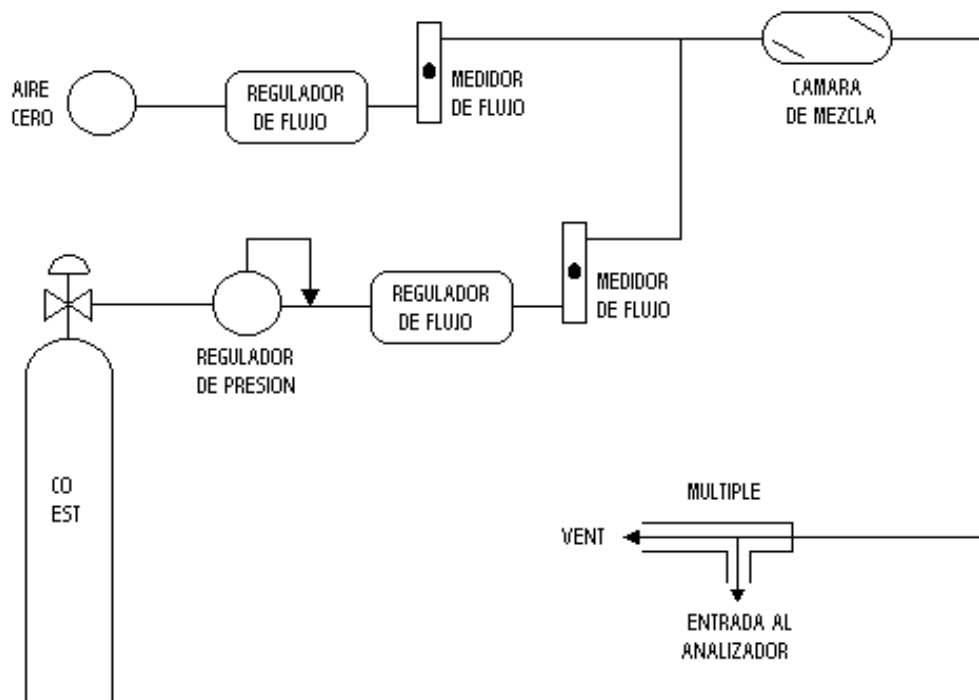 AIRE
CERO
REGULADOR
DE FLUJO
MEDIDOR
DE FLUJO
CAMARA
DE MEZCLA
REGULADOR
DE PRESION
REGULADOR
DE FLUJO
MEDIDOR
DE FLUJO
CO
EST
MULTIPLE
VENT
ENTRADA AL
ANALIZADOR